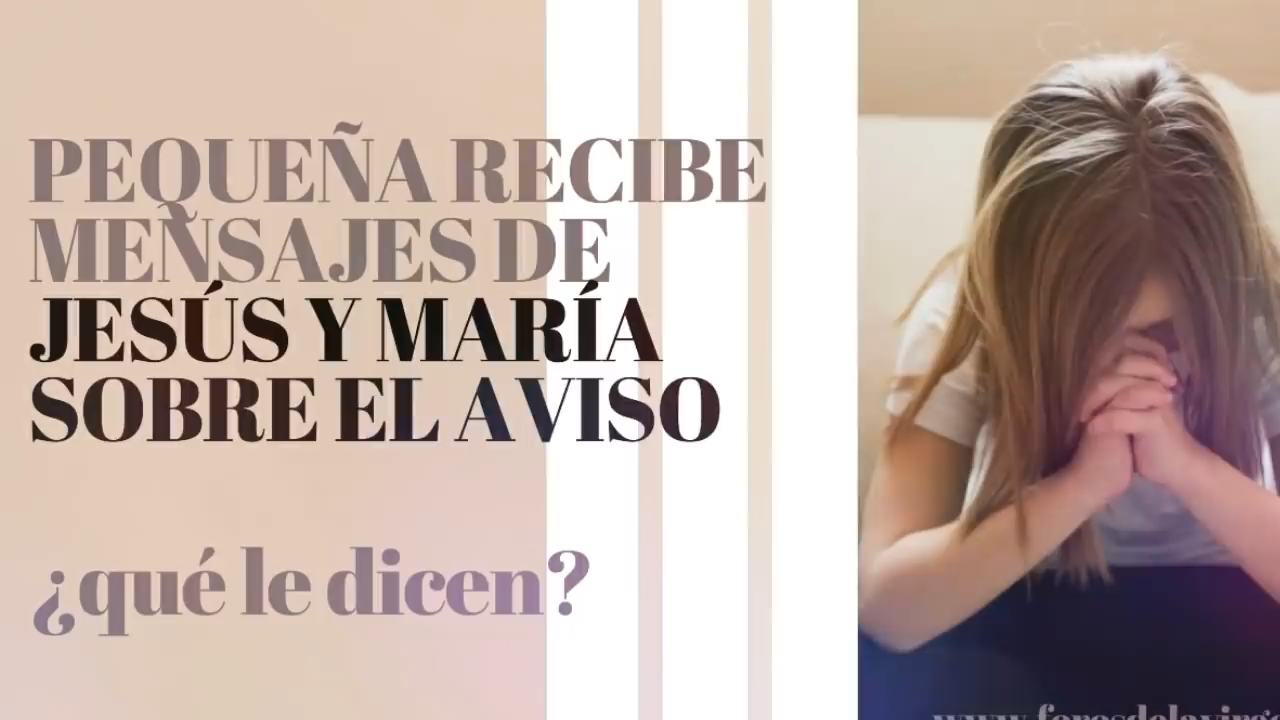 PEQUEÑA RECIBE
MENSAJES DE
JESÚS Y MARÍA
SOBRE EL AVISO
¿qué le dicen?